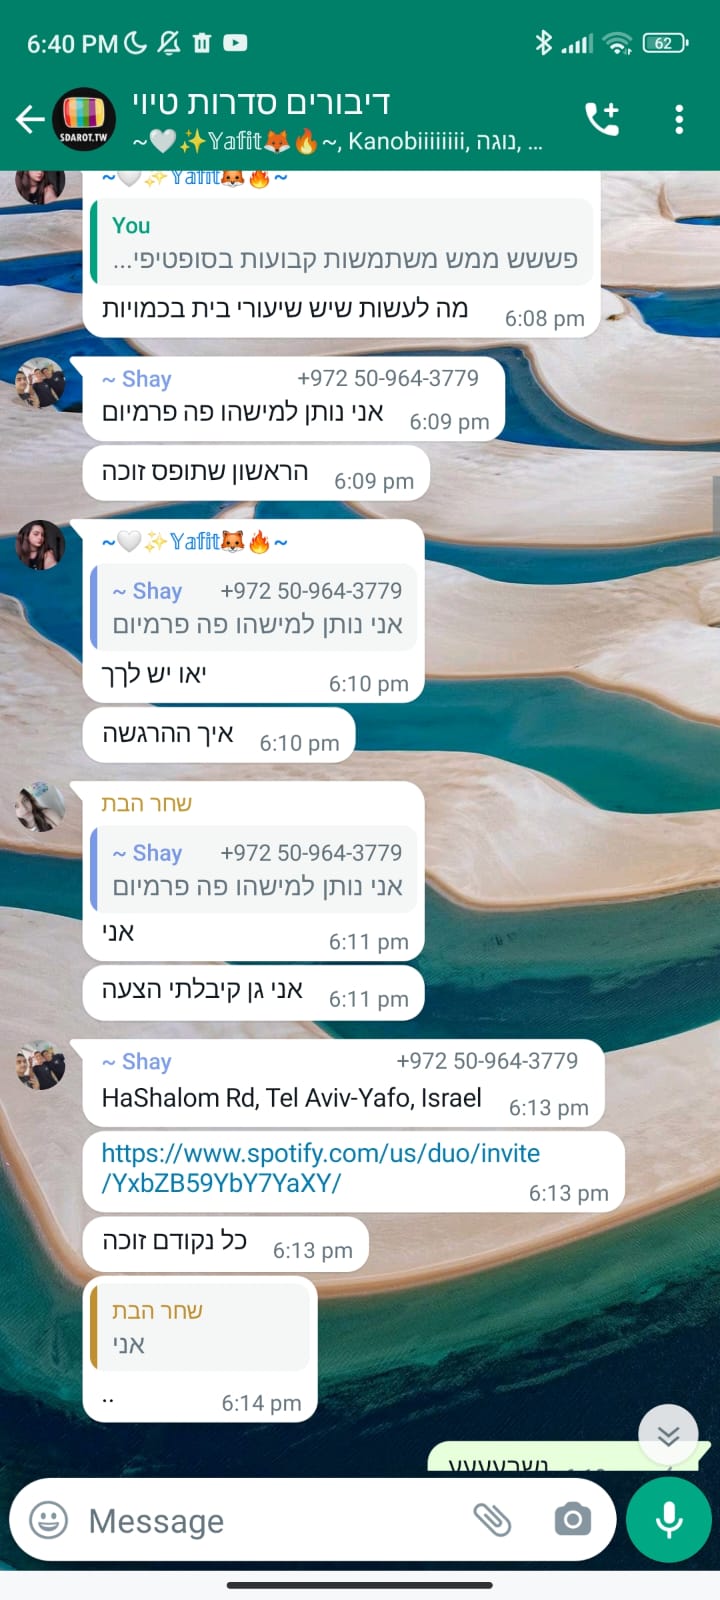 6:40 PM
62
SDAROT.TW
דיבורים סדרות טיוי
~🤍✨𝕐𝕒𝕗𝕚𝕥🦊🔥~, Kanobiiiiiiii, נוגה, ...
~🤍✨𝕐𝕒𝕗𝕚𝕥🦊🔥~
You
פששש ממש משתמשות קבועות בסופטיפי...
מה לעשות שיש שיעורי בית בכמויות
6:08 pm
~ Shay +972 50-964-3779
אני נותן למישהו פה פרמיום
6:09 pm
הראשון שתופס זוכה
6:09 pm
~🤍✨𝕐𝕒𝕗𝕚𝕥🦊🔥~
~ Shay +972 50-964-3779
אני נותן למישהו פה פרמיום
יאו יש לךך
6:10 pm
איך ההרגשה
6:10 pm
שחר הבת
~ Shay +972 50-964-3779
אני נותן למישהו פה פרמיום
אני
6:11 pm
אני גן קיבלתי הצעה
6:11 pm
~ Shay +972 50-964-3779
HaShalom Rd, Tel Aviv-Yafo, Israel
6:13 pm
https://www.spotify.com/us/duo/invite
/YxbZB59YbY7YaXY/
6:13 pm
כל נקודם זוכה
6:13 pm
שחר הבת
אני
..
6:14 pm
Message